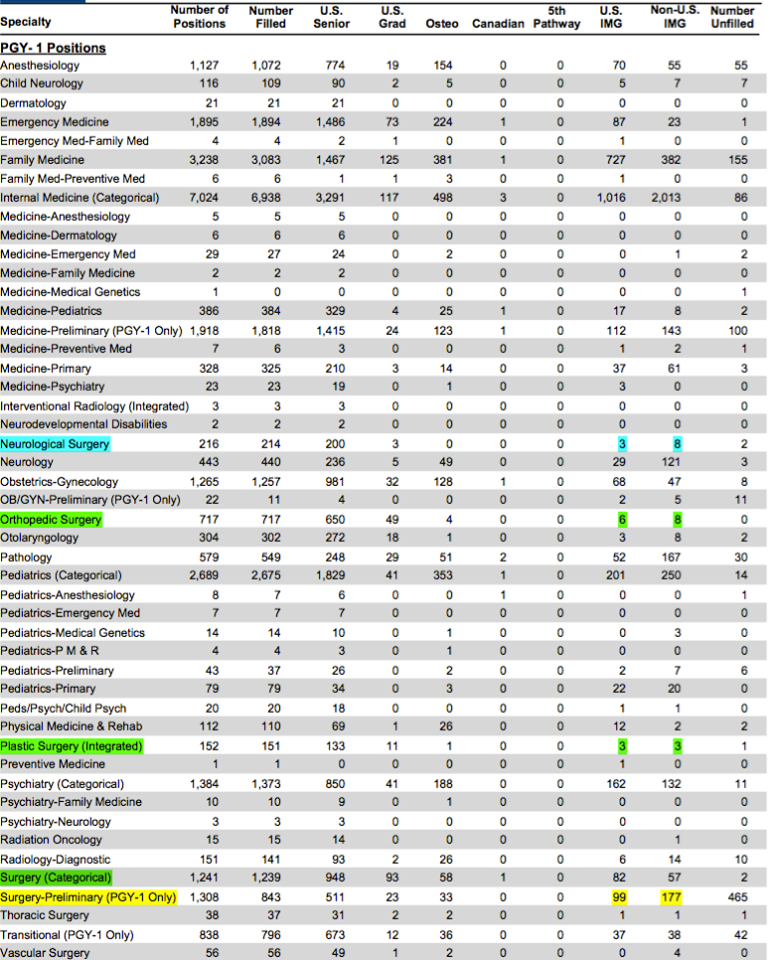 Specialty Number of Positions Number Filled U.S. Senior U.S. Grad Osteo Canadian 5th Pathway U.S. IMG Non-U.S. IMG Number Unfilled
PGY- 1 Positions
Anesthesiology 1,127 1,072 774 19 154 0 0 70 55 55
Child Neurology 116 109 90 2 5 0 0 5 7 7
Dermatology 21 21 21 0 0 0 0 0 0 0
Emergency Medicine 1,895 1,894 1,486 73 224 1 0 87 23 1
Emergency Med-Family Med 4 4 2 1 0 0 0 1 0 0
Family Medicine 3,238 3,083 1,467 125 381 1 0 727 382 155
Family Med-Preventive Med 6 6 1 1 3 0 0 1 0 0
Internal Medicine (Categorical) 7,024 6,938 3,291 117 498 3 0 1,016 2,013 86
Medicine-Anesthesiology 5 5 5 0 0 0 0 0 0 0
Medicine-Dermatology 6 6 6 0 0 0 0 0 0 0
Medicine-Emergency Med 29 27 24 0 2 0 0 0 1 2
Medicine-Family Medicine 2 2 2 0 0 0 0 0 0 0
Medicine-Medical Genetics 1 0 0 0 0 0 0 0 0 1
Medicine-Pediatrics 386 384 329 4 25 1 0 17 8 2
Medicine-Preliminary (PGY-1 Only) 1,918 1,818 1,415 24 123 1 0 112 143 100
Medicine-Preventive Med 7 6 3 0 0 0 0 1 2 1
Medicine-Primary 328 325 210 3 14 0 0 37 61 3
Medicine-Psychiatry 23 23 19 0 1 0 0 3 0 0
Interventional Radiology (Integrated) 3 3 3 0 0 0 0 0 0 0
Neurodevelopmental Disabilities 2 2 2 0 0 0 0 0 0 0
Neurological Surgery 216 214 200 3 0 0 0 3 8 2
Neurology 443 440 236 5 49 0 0 29 121 3
Obstetrics-Gynecology 1,265 1,257 981 32 128 1 0 68 47 8
OB/GYN-Preliminary (PGY-1 Only) 22 11 4 0 0 0 0 2 5 11
Orthopedic Surgery 717 717 650 49 4 0 0 6 8 0
Otolaryngology 304 302 272 18 1 0 0 3 8 2
Pathology 579 549 248 29 51 2 0 52 167 30
Pediatrics (Categorical) 2,689 2,675 1,829 41 353 1 0 201 250 14
Pediatrics-Anesthesiology 8 7 6 0 0 1 0 0 0 1
Pediatrics-Emergency Med 7 7 7 0 0 0 0 0 0 0
Pediatrics-Medical Genetics 14 14 10 0 1 0 0 0 3 0
Pediatrics-P M & R 4 4 3 0 1 0 0 0 0 0
Pediatrics-Preliminary 43 37 26 0 2 0 0 2 7 6
Pediatrics-Primary 79 79 34 0 3 0 0 22 20 0
Peds/Psych/Child Psych 20 20 18 0 0 0 0 1 1 0
Physical Medicine & Rehab 112 110 69 1 26 0 0 12 2 2
Plastic Surgery (Integrated) 152 151 133 11 1 0 0 3 3 1
Preventive Medicine 1 1 0 0 0 0 0 1 0 0
Psychiatry (Categorical) 1,384 1,373 850 41 188 0 0 162 132 11
Psychiatry-Family Medicine 10 10 9 0 1 0 0 0 0 0
Psychiatry-Neurology 3 3 3 0 0 0 0 0 0 0
Radiation Oncology 15 15 14 0 0 0 0 0 1 0
Radiology-Diagnostic 151 141 93 2 26 0 0 6 14 10
Surgery (Categorical) 1,241 1,239 948 93 58 1 0 82 57 2
Surgery-Preliminary (PGY-1 Only) 1,308 843 511 23 33 0 0 99 177 465
Thoracic Surgery 38 37 31 2 2 0 0 1 1 1
Transitional (PGY-1 Only) 838 796 673 12 36 0 0 37 38 42
Vascular Surgery 56 56 49 1 2 0 0 0 4 0